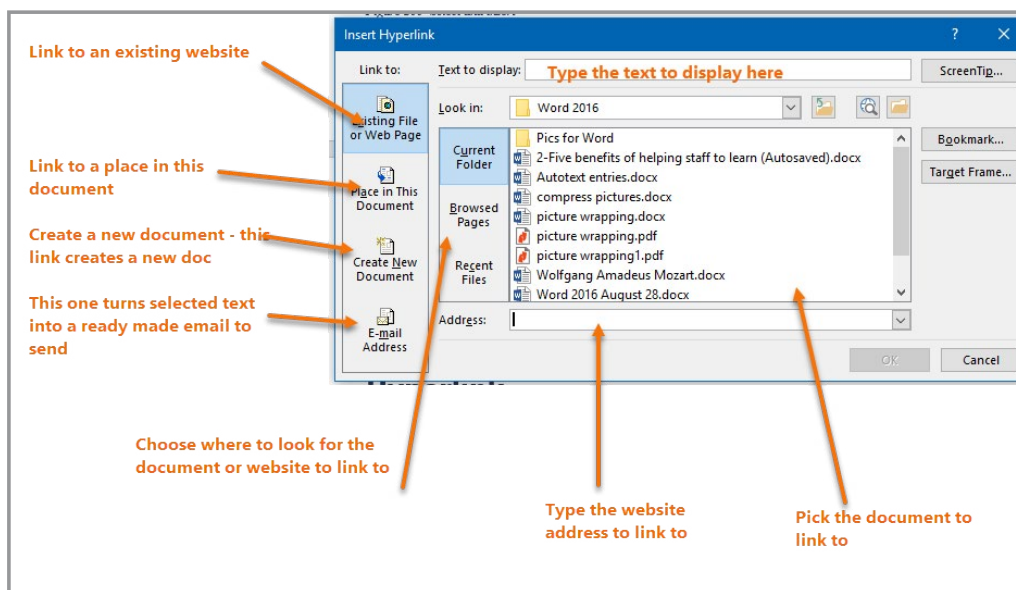 Insert Hyperlink
? X
Link to an existing website
Link to:
Text to display:
Type the text to display here
ScreenTip...
Existing File
or Web Page
Look in:
Word 2016
Bookmark...
Target Frame...
Current
Folder
Browsed
Pages
Recent
Files
Pics for Word
2-Five benefits of helping staff to learn (Autosaved).docx
Autotext entries.docx
compress pictures.docx
picture wrapping.docx
picture wrapping.pdf
picture wrapping1.pdf
Wolfgang Amadeus Mozart.docx
Word 2016 August 28.docx
Link to a place in this
document
Place in This
Document
Create a new document - this
link creates a new doc
Create New
Document
This one turns selected text
into a ready made email to
send
E-mail
Address
Address:
OK
Cancel
Choose where to look for the
document or website to link to
Type the website
address to link to
Pick the document to
link to